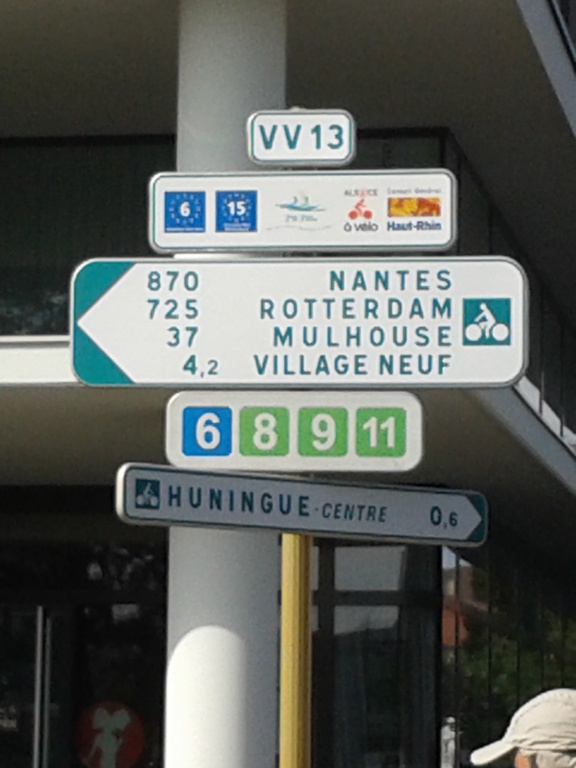 VV 13
6 15 ALSACE à vélo Conseil Général Haut-Rhin
870 NANTES
725 ROTTERDAM
37 MULHOUSE
4,2 VILLAGE NEUF
6 8 9 11
HUNINGUE-CENTRE 0,6